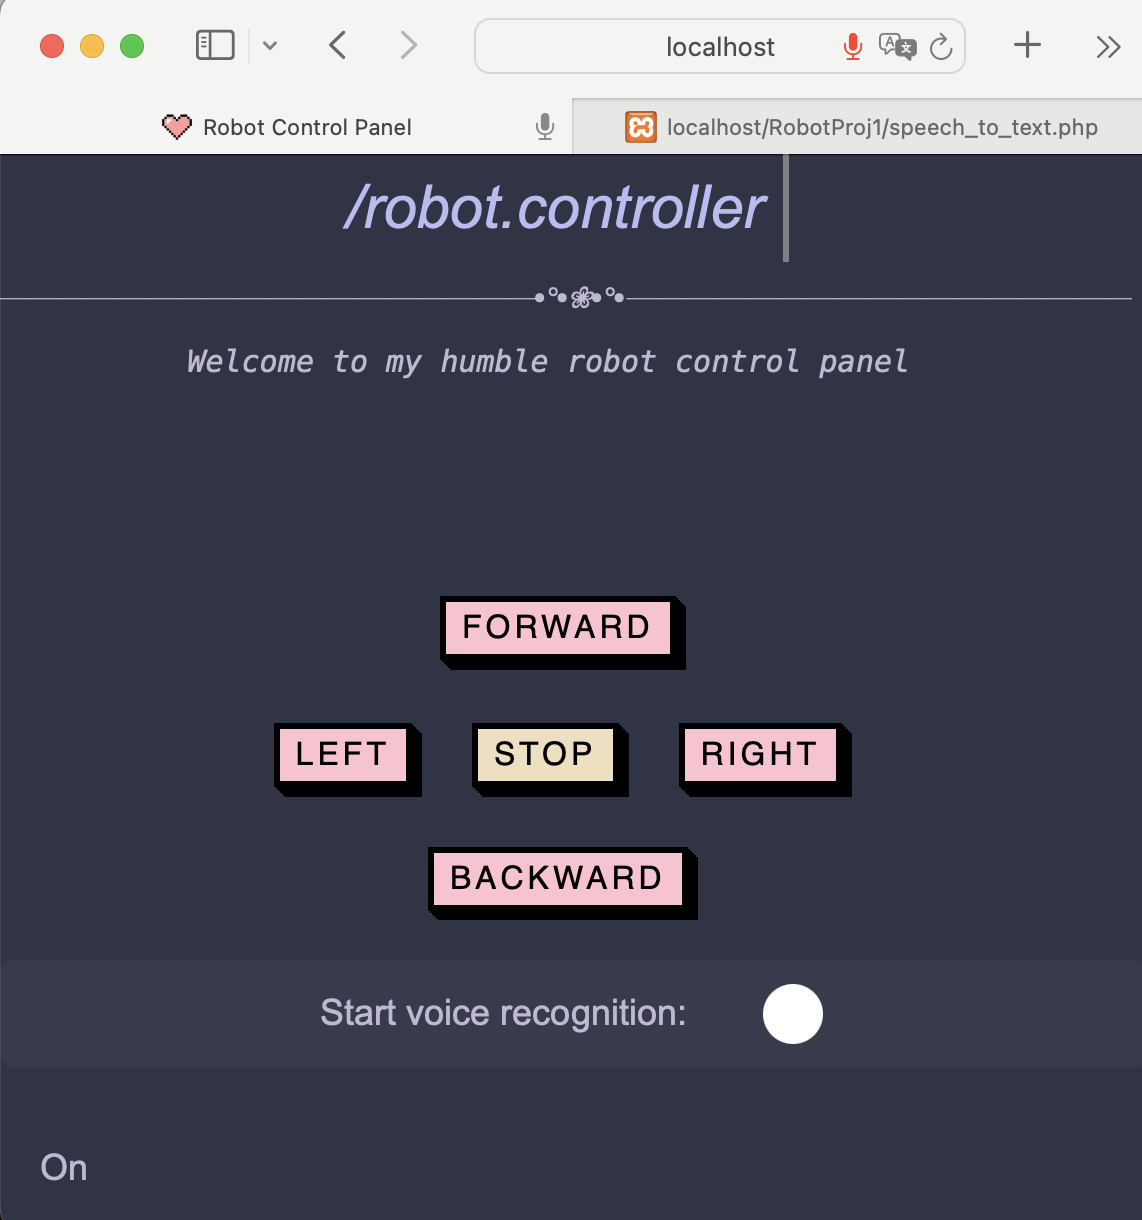 localhost
Robot Control Panel
localhost/RobotProj1/speech_to_text.php
/robot.controller
Welcome to my humble robot control panel
FORWARD
LEFT STOP RIGHT
BACKWARD
Start voice recognition:
On